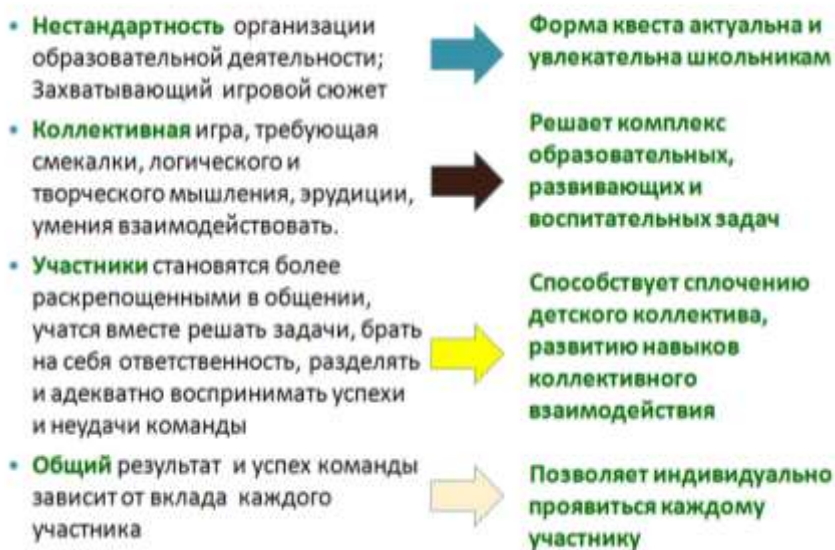 • Нестандартность организации
образовательной деятельности;
Захватывающий игровой сюжет
Форма квеста актуальна и
увлекательна школьникам
• Коллективная игра, требующая
смекалки, логического и
творческого мышления, эрудиции,
умения взаимодействовать.
Решает комплекс
образовательных,
развивающих и
воспитательных задач
• Участники становятся более
раскрепощенными в общении,
учатся вместе решать задачи, брать
на себя ответственность, разделять
и адекватно воспринимать успехи
и неудачи команды
Способствует сплочению
детского коллектива,
развитию навыков
коллективного
взаимодействия
• Общий результат и успех команды
зависит от вклада каждого
участника
Позволяет индивидуально
проявиться каждому
участнику